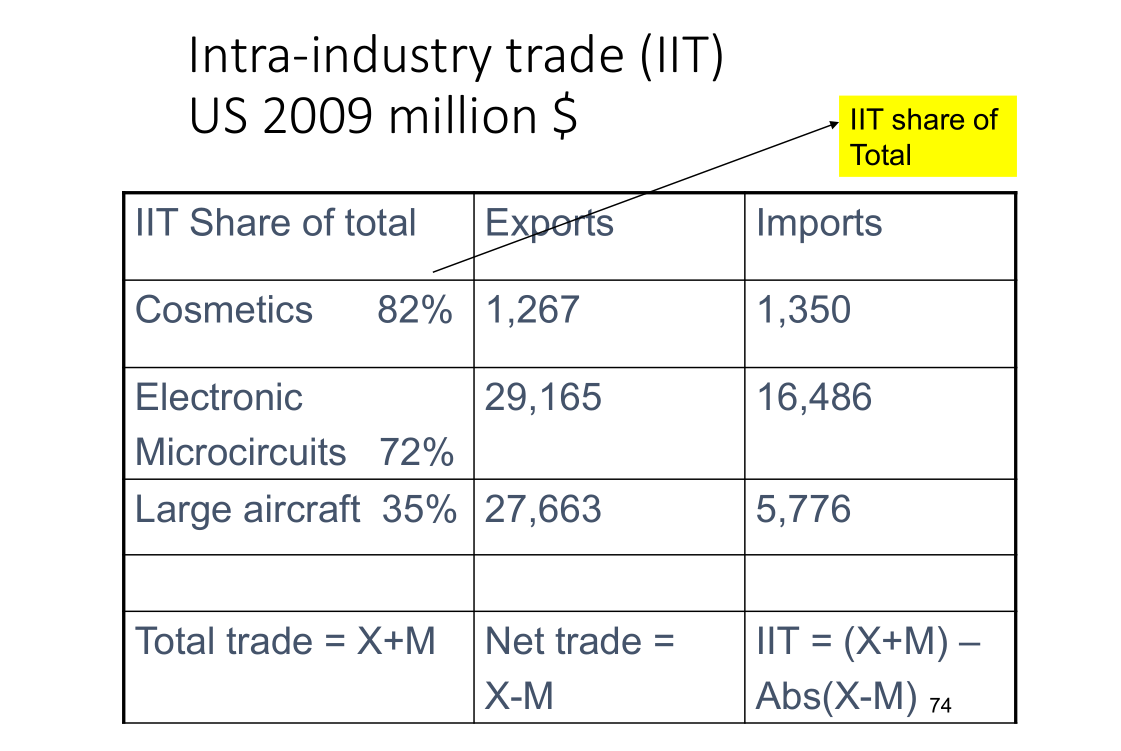 Intra-industry trade (IIT)
US 2009 million $
IIT share of
Total
IIT Share of total Exports Imports
Cosmetics 82% 1,267 1,350
Electronic 29,165 16,486
Microcircuits 72%
Large aircraft 35% 27,663 5,776
Total trade = X+M Net trade = IIT = (X+M) –
X-M Abs(X-M) 74